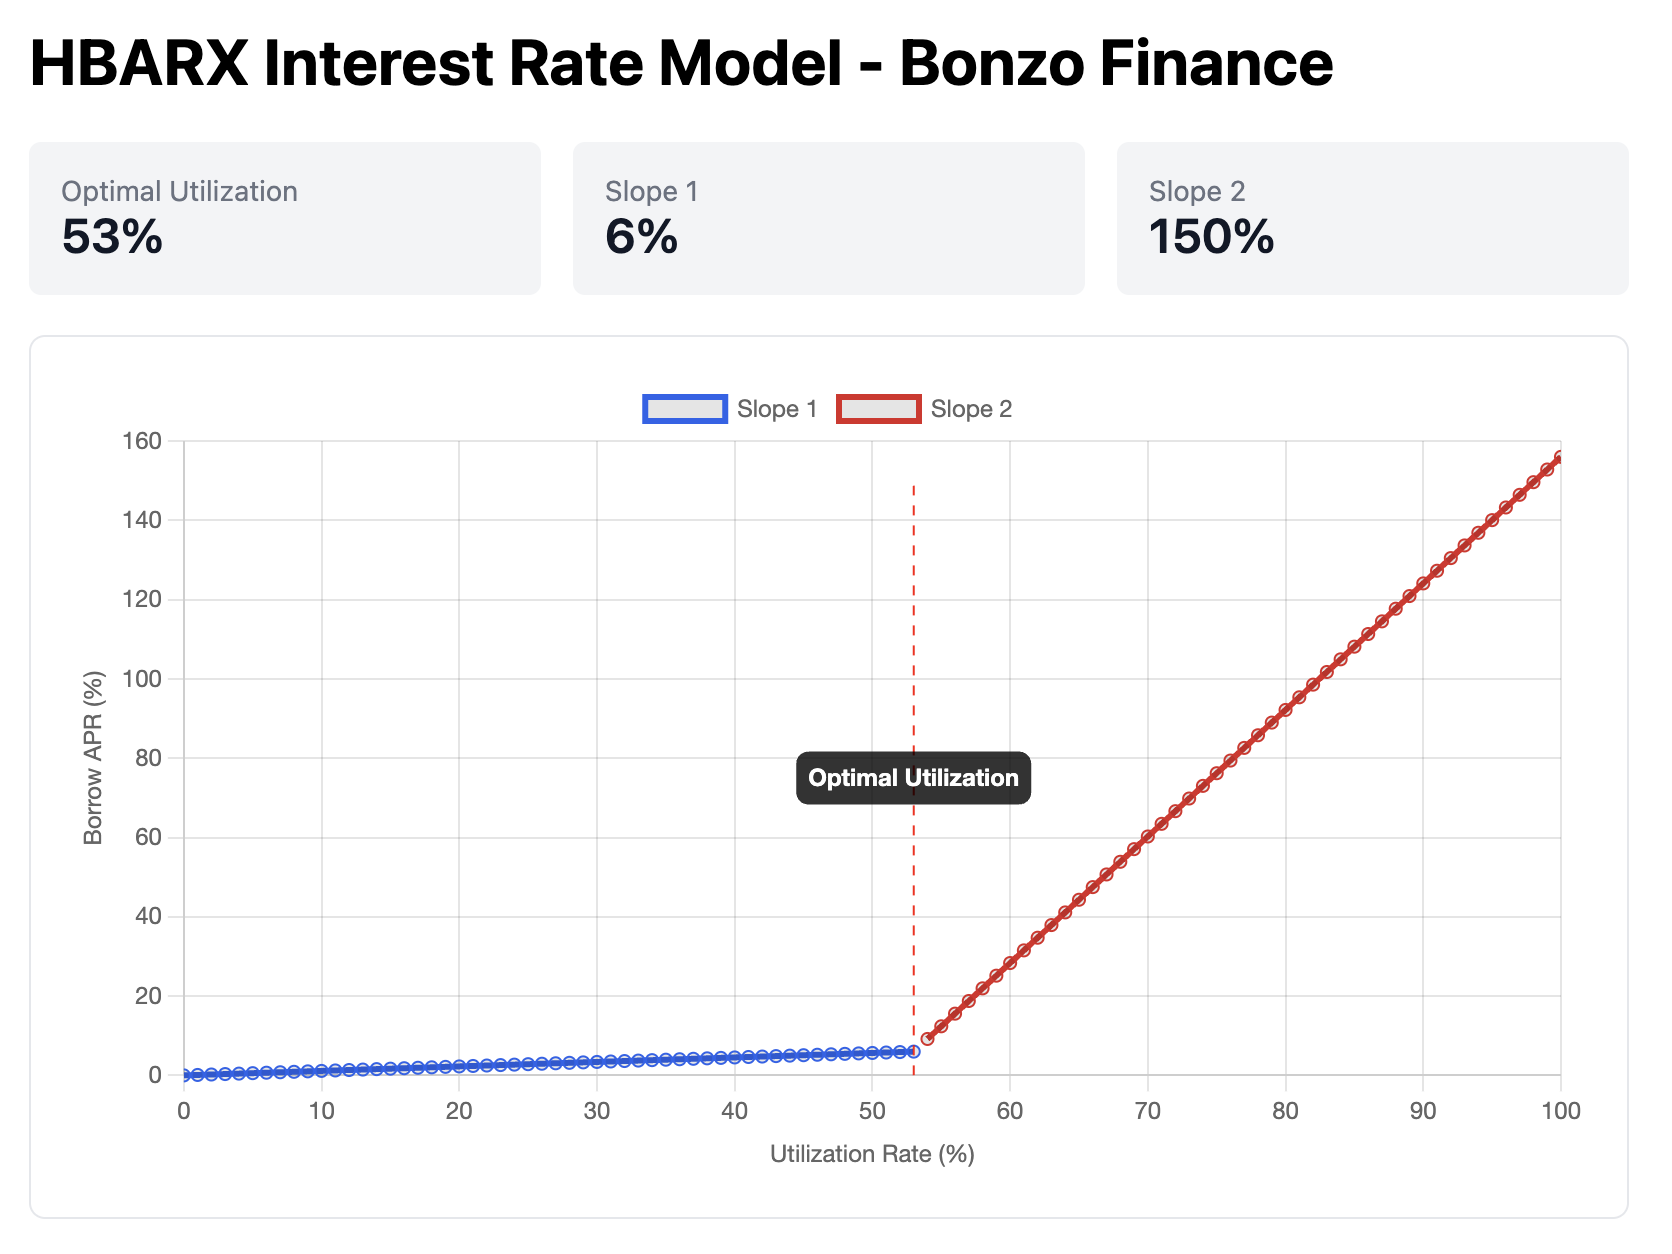 HBARX Interest Rate Model - Bonzo Finance
Optimal Utilization
53%
Slope 1
6%
Slope 2
150%
Slope 1
Slope 2
160
140
120
100
80
60
40
20
0
Borrow APR (%)
Optimal Utilization
0 10 20 30 40 50 60 70 80 90 100
Utilization Rate (%)